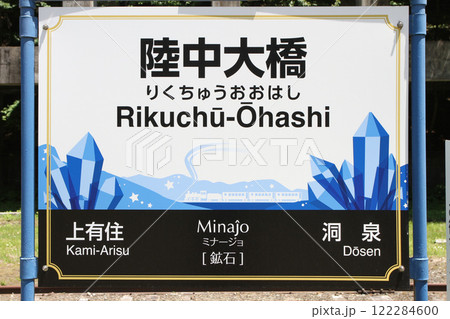 陸中大橋
りくちゅうおおはし
Rikuchū-Ōhashi
上有住
Kami-Arisu
Minaĵo
ミナージョ
[鉱石]
洞泉
Dōsen
PIXTA
pixta.jp - 122284600